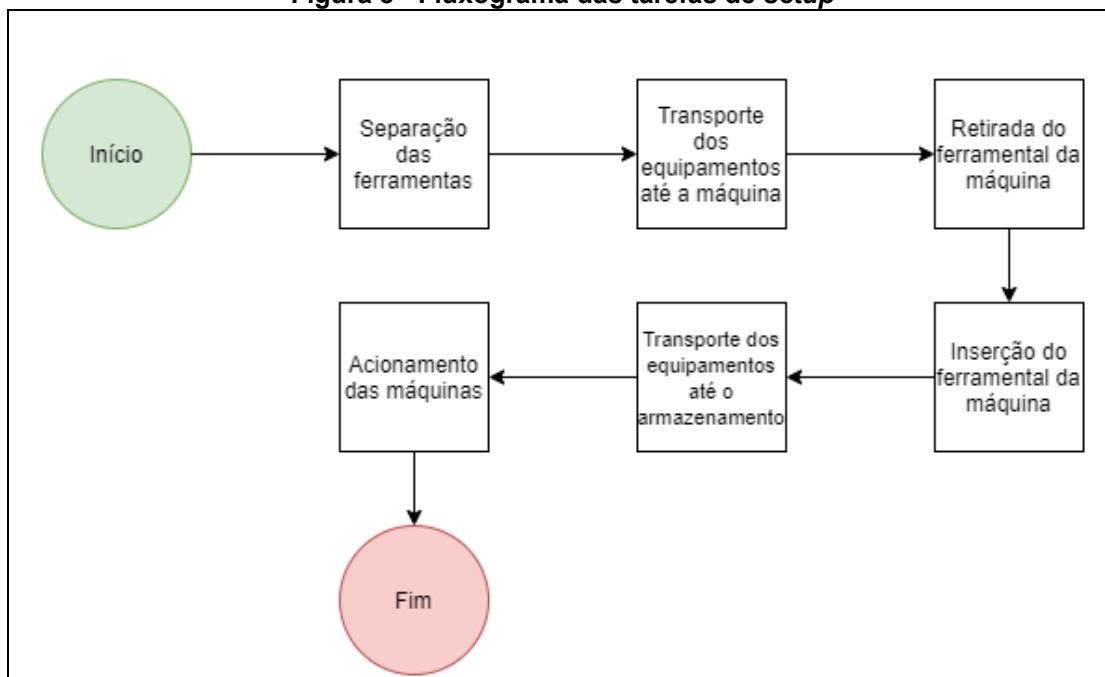 Início
Separação
das
ferramentas
Transporte
dos
equipamentos
até a máquina
Retirada do
ferramental da
máquina
Inserção do
ferramental da
máquina
Transporte dos
equipamentos
até o
armazenamento
Acionamento
das máquinas
Fim